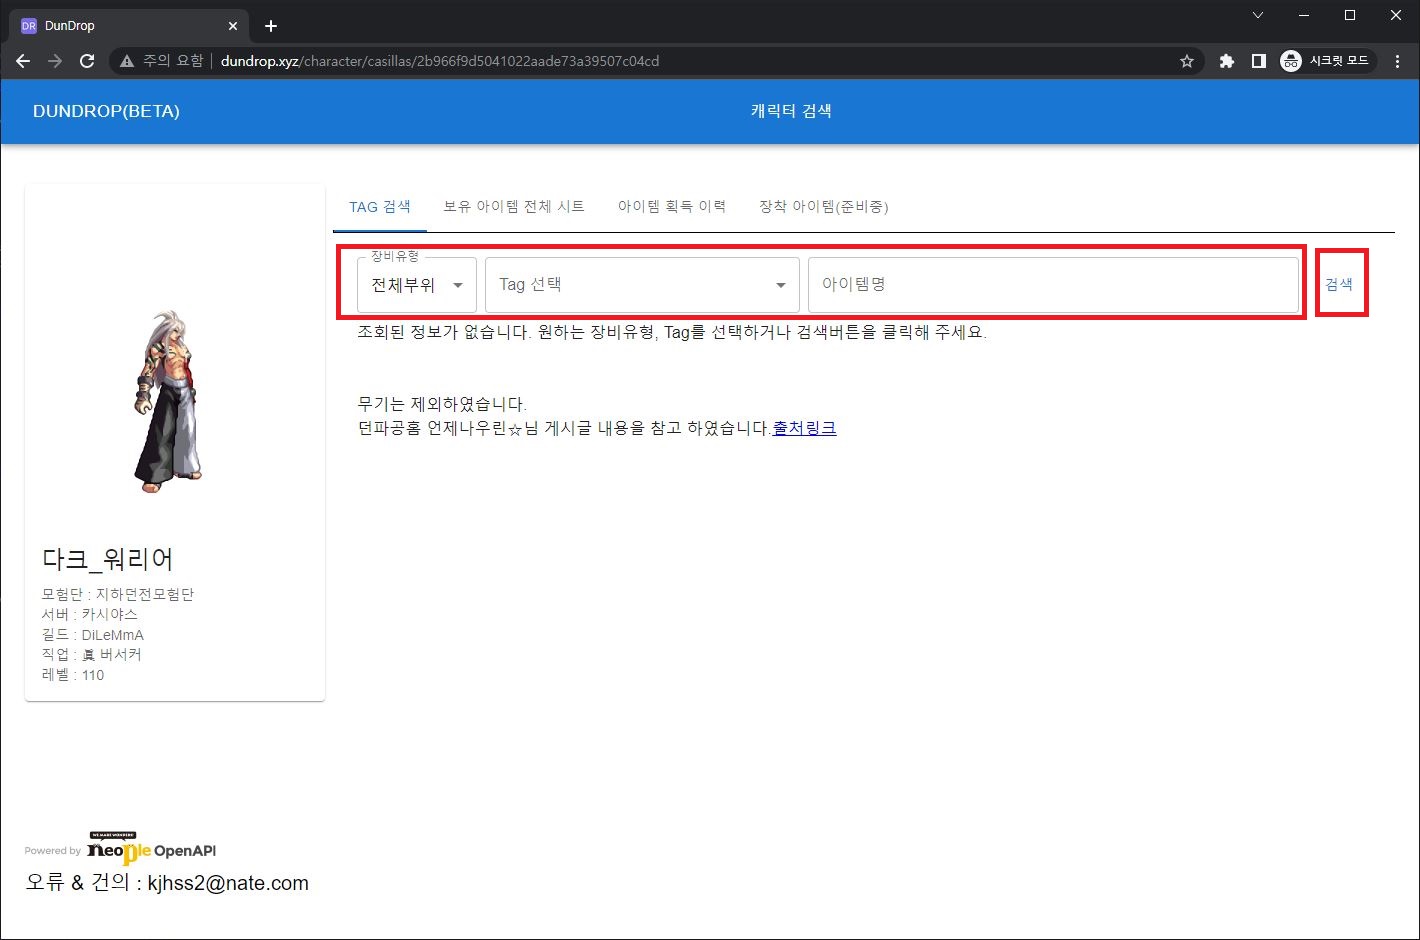 DR DunDrop
주의 요함 | dundrop.xyz/character/casillas/2b966f9d5041022aade73a39507c04cd
시크릿 모드
DUNDROP(BETA)
캐릭터 검색
TAG 검색
보유 아이템 전체 시트
아이템 획득 이력
장착 아이템(준비중)
장비유형
전체부위
Tag 선택
아이템명
검색
조회된 정보가 없습니다. 원하는 장비유형, Tag를 선택하거나 검색버튼을 클릭해 주세요.
무기는 제외하였습니다.
던파공홈 언제나우린☆님 게시글 내용을 참고 하였습니다.출처링크
다크_워리어
모험단 : 지하던전모험단
서버 : 카시야스
길드 : DiLeMmA
직업 : 眞 버서커
레벨 : 110
WE MAKE WONDERS!
Powered by neople OpenAPI
오류 & 건의 : kjhss2@nate.com